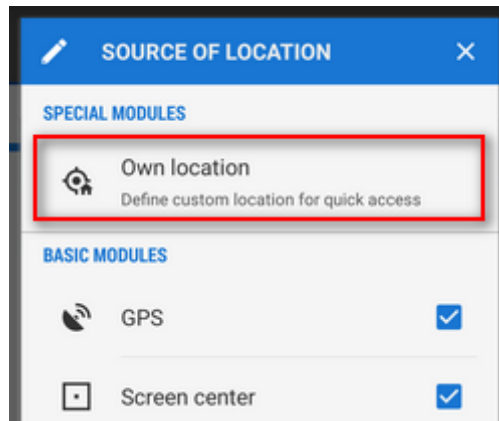 SOURCE OF LOCATION
SPECIAL MODULES
Own location
Define custom location for quick access
BASIC MODULES
GPS
Screen center